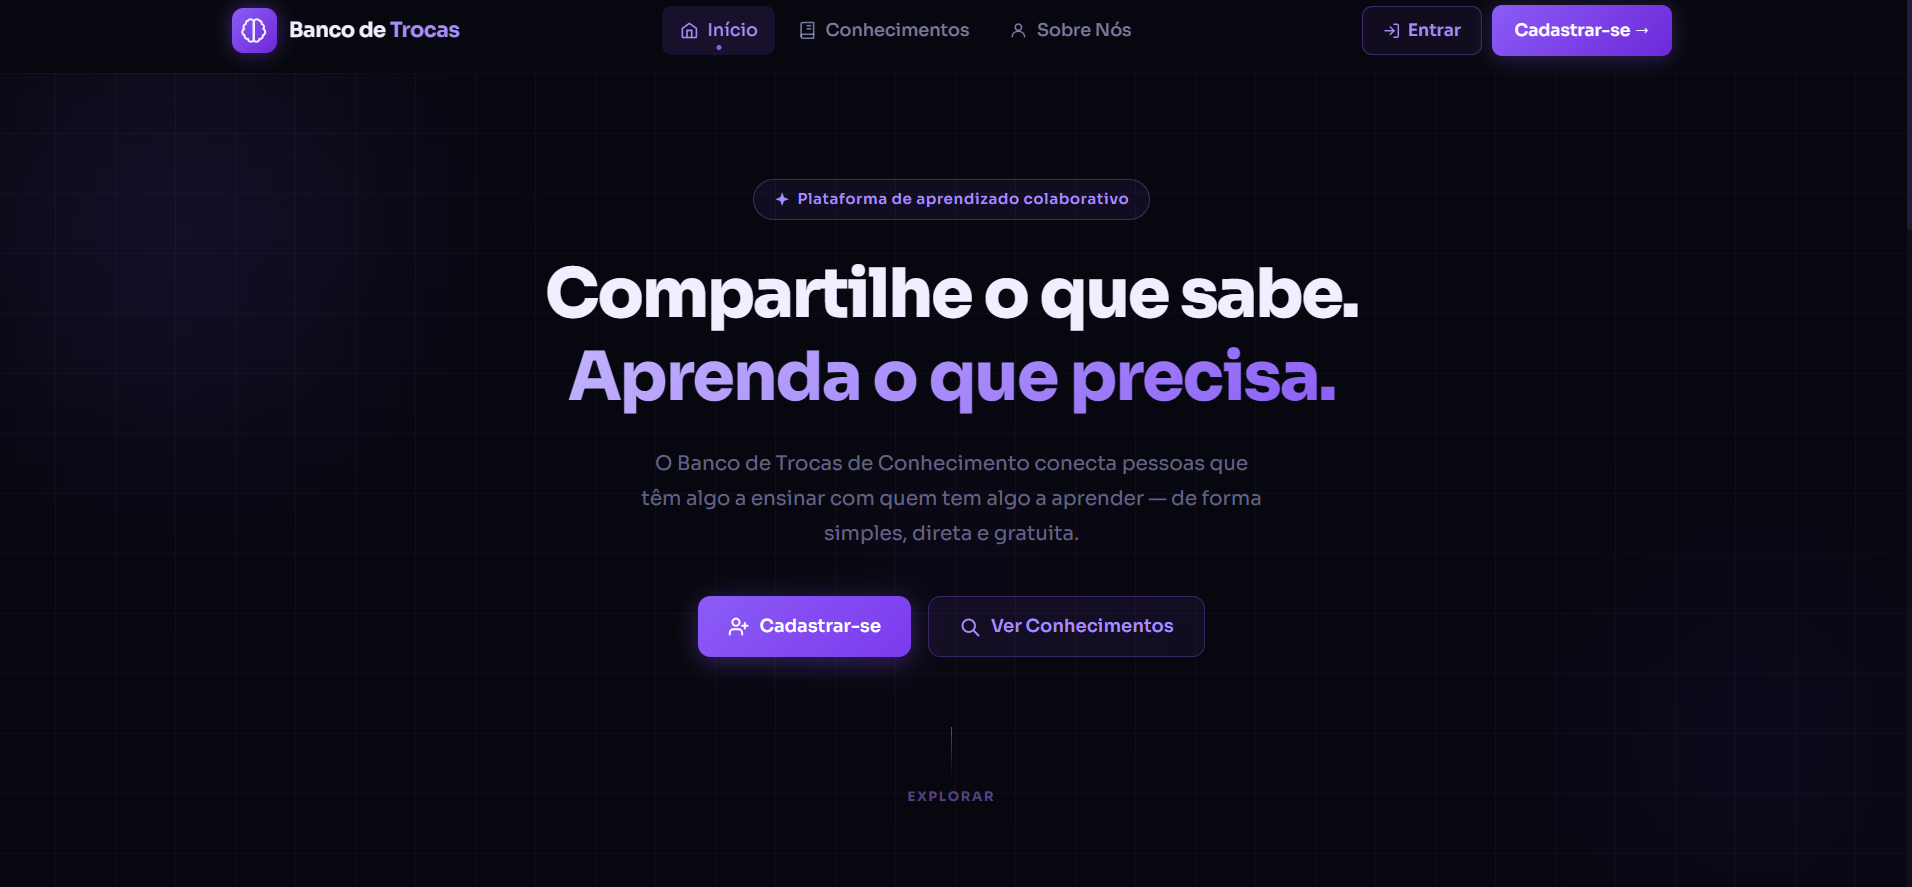 Banco de Trocas
Início
Conhecimentos
Sobre Nós
Entrar
Cadastrar-se →
Plataforma de aprendizado colaborativo
Compartilhe o que sabe.
Aprenda o que precisa.
O Banco de Trocas de Conhecimento conecta pessoas que
têm algo a ensinar com quem tem algo a aprender — de forma
simples, direta e gratuita.
Cadastrar-se
Ver Conhecimentos
EXPLORAR